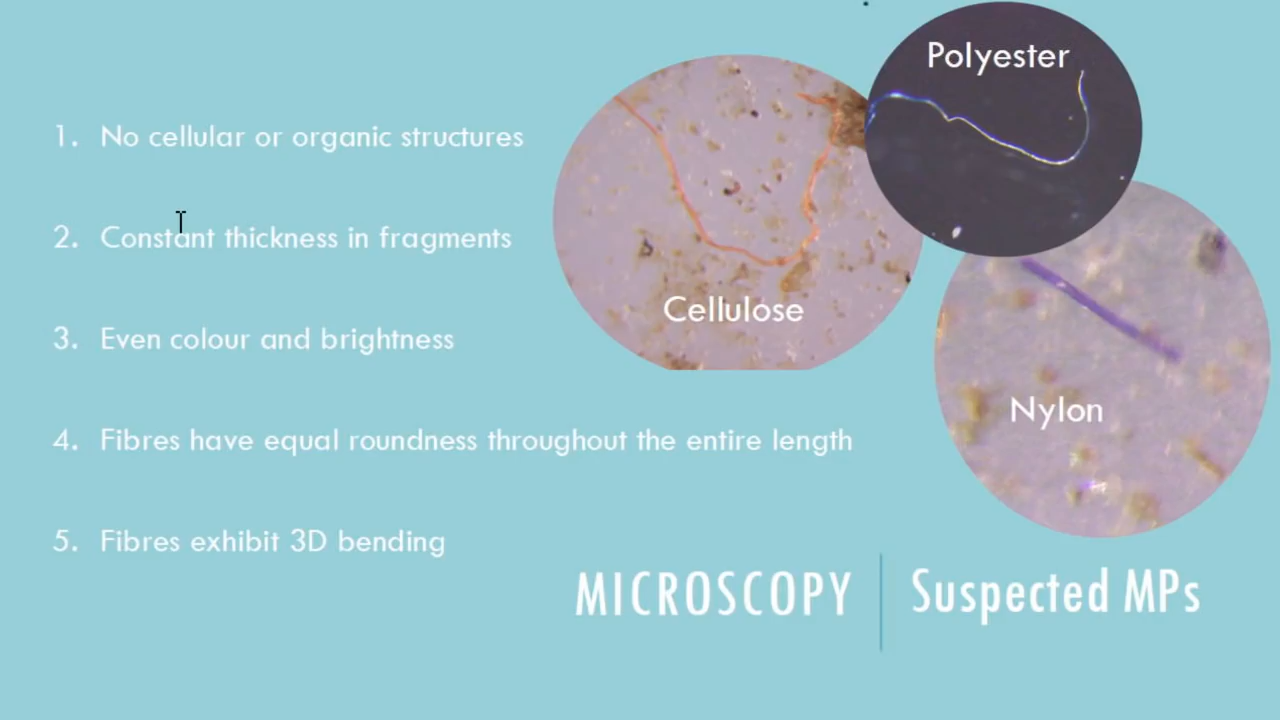 1. No cellular or organic structures
2. Constant thickness in fragments
3. Even colour and brightness
4. Fibres have equal roundness throughout the entire length
5. Fibres exhibit 3D bending
Polyester
Cellulose
Nylon
MICROSCOPY
Suspected MPs